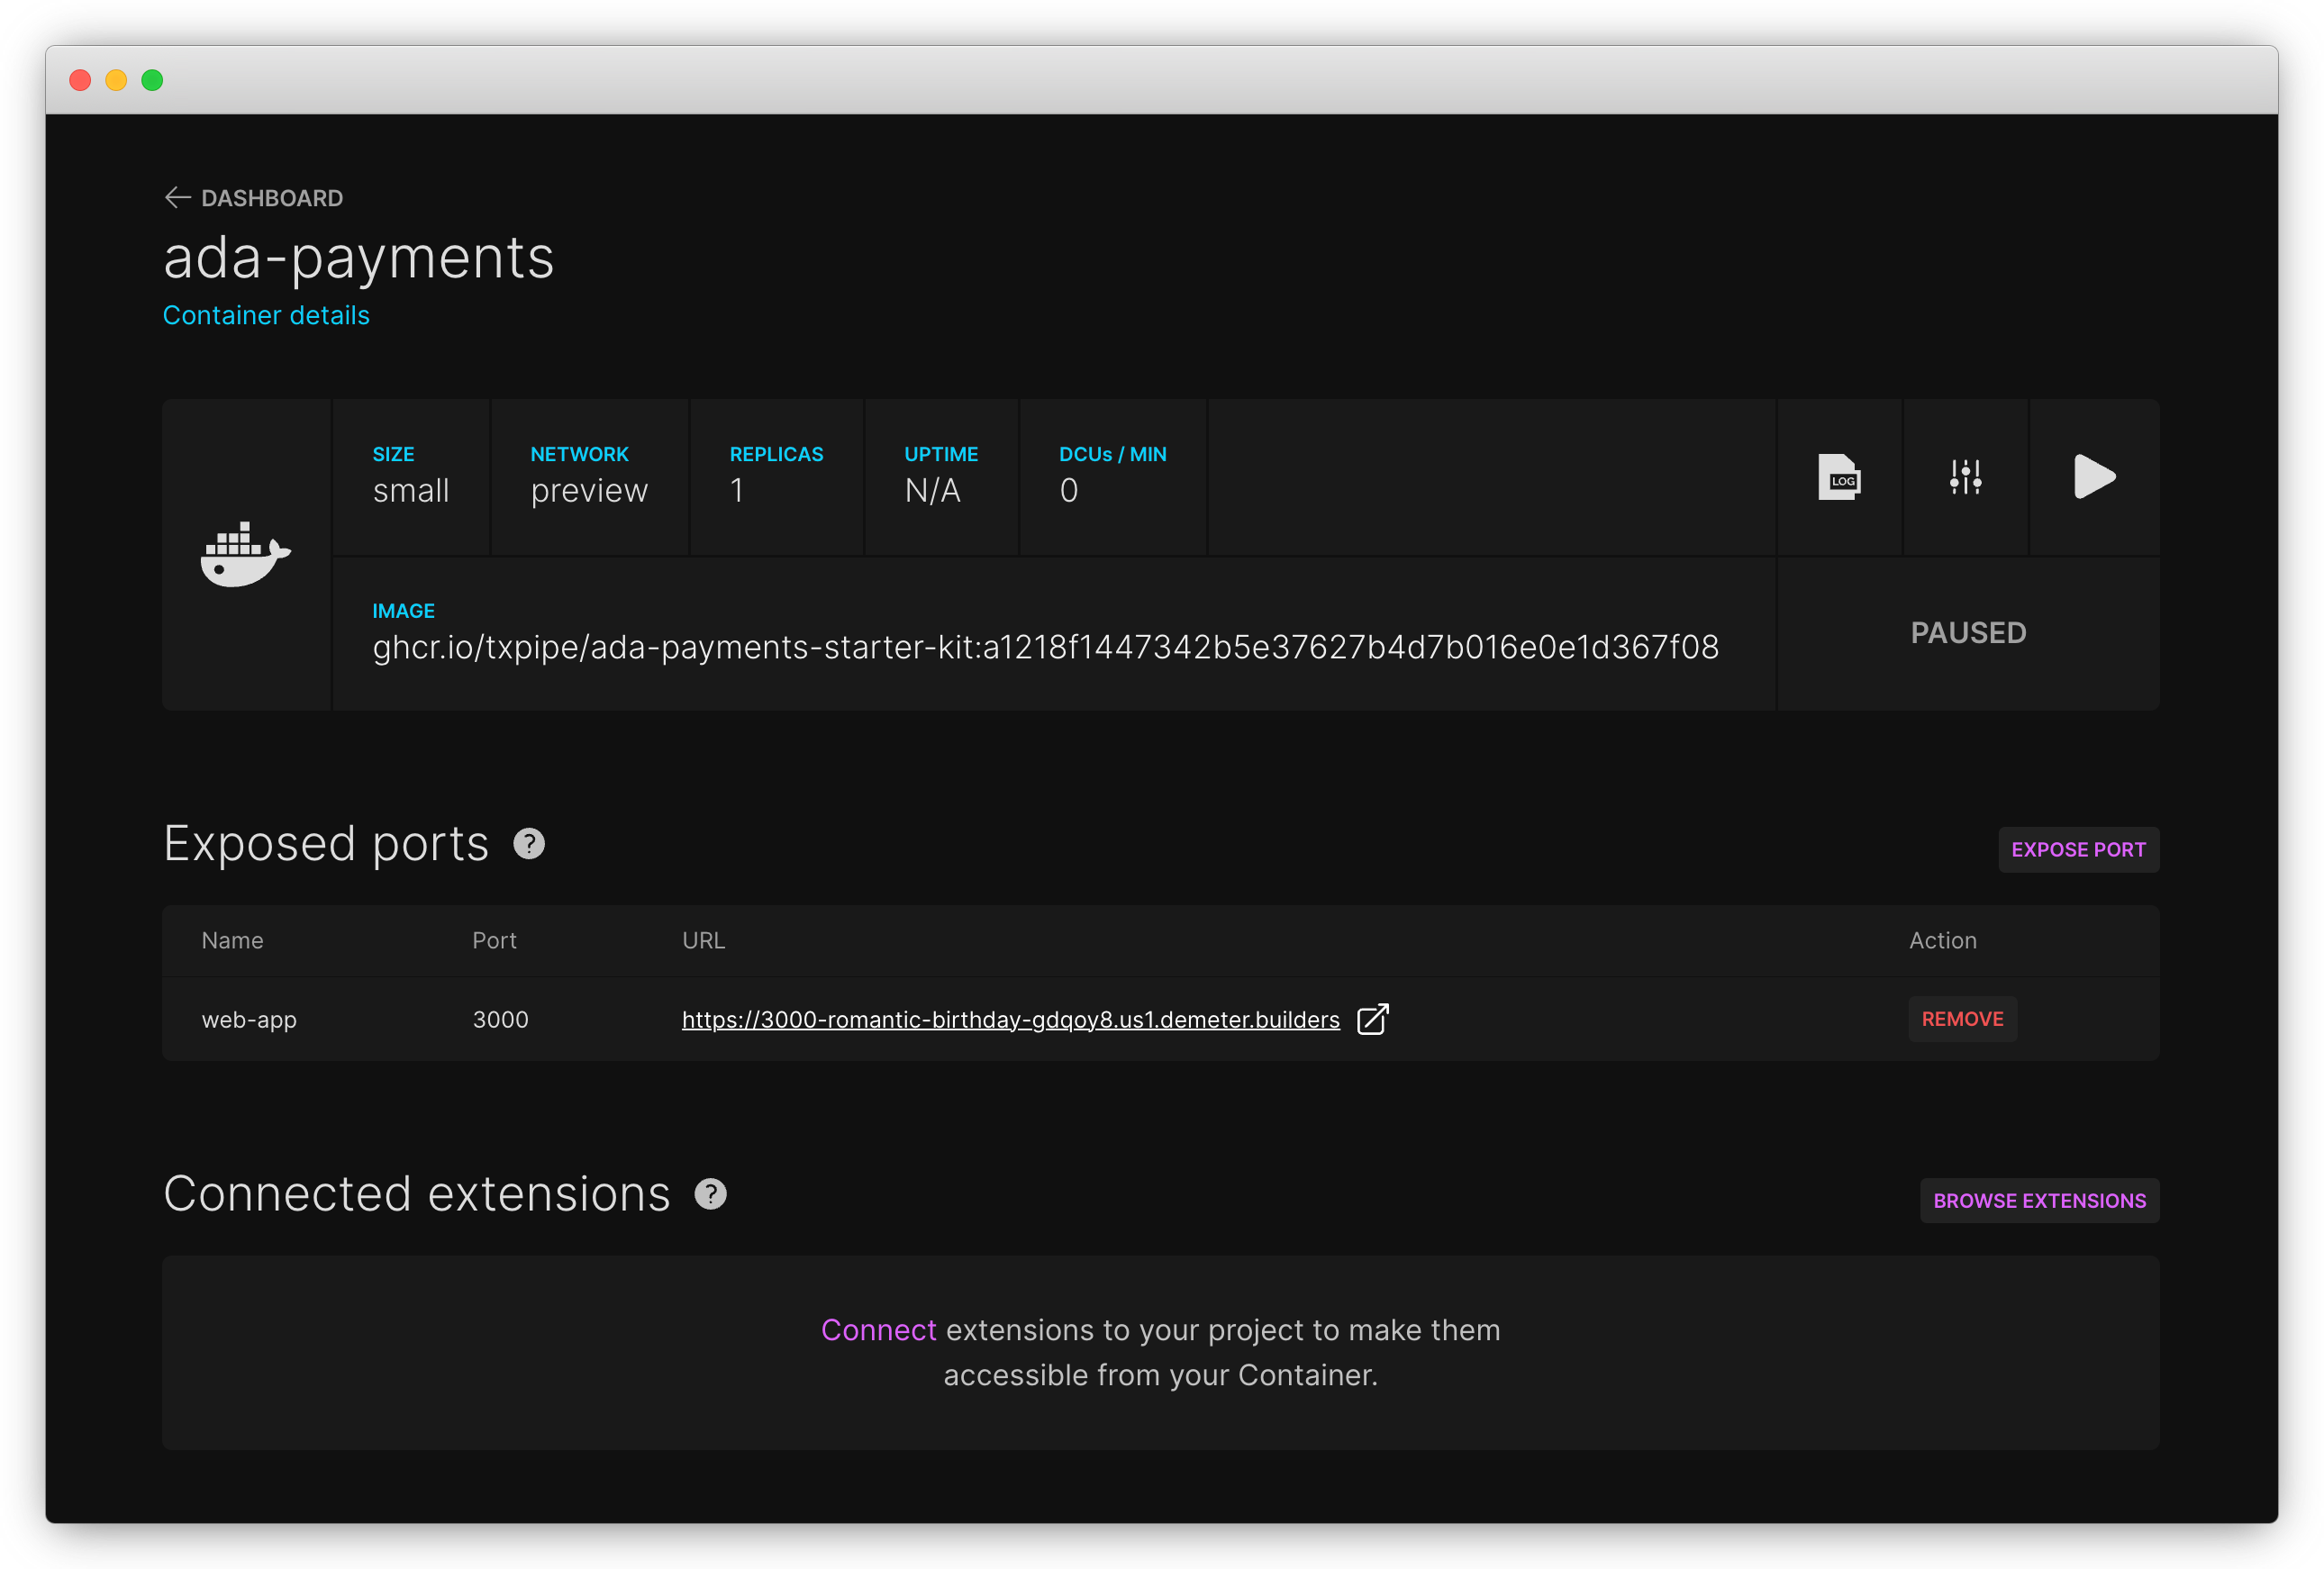 DASHBOARD
ada-payments
Container details
SIZE NETWORK REPLICAS UPTIME DCUs / MIN
small preview 1 N/A 0
LOG
IMAGE
ghcr.io/txpipe/ada-payments-starter-kit:a1218f1447342b5e37627b4d7b016e0e1d367f08
PAUSED
Exposed ports ?
EXPOSE PORT
Name Port URL Action
web-app 3000 https://3000-romantic-birthday-gdqoy8.us1.demeter.builders REMOVE
Connected extensions ?
BROWSE EXTENSIONS
Connect extensions to your project to make them
accessible from your Container.